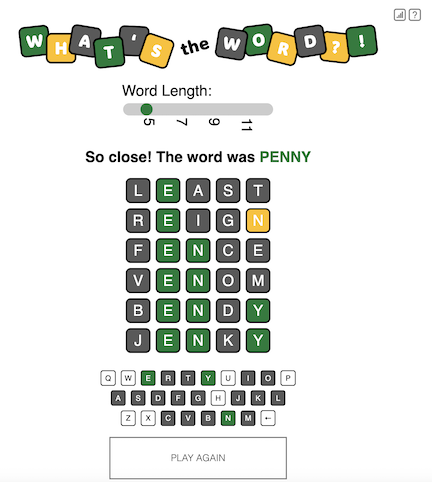 WHAT'S the WORD?!
?
Word Length:
5 7 9 11
So close! The word was PENNY
L E A S T
R E I G N
F E N C E
V E N O M
B E N D Y
J E N K Y
Q W E R T Y U I O P
A S D F G H J K L
Z X C V B N M ←
PLAY AGAIN